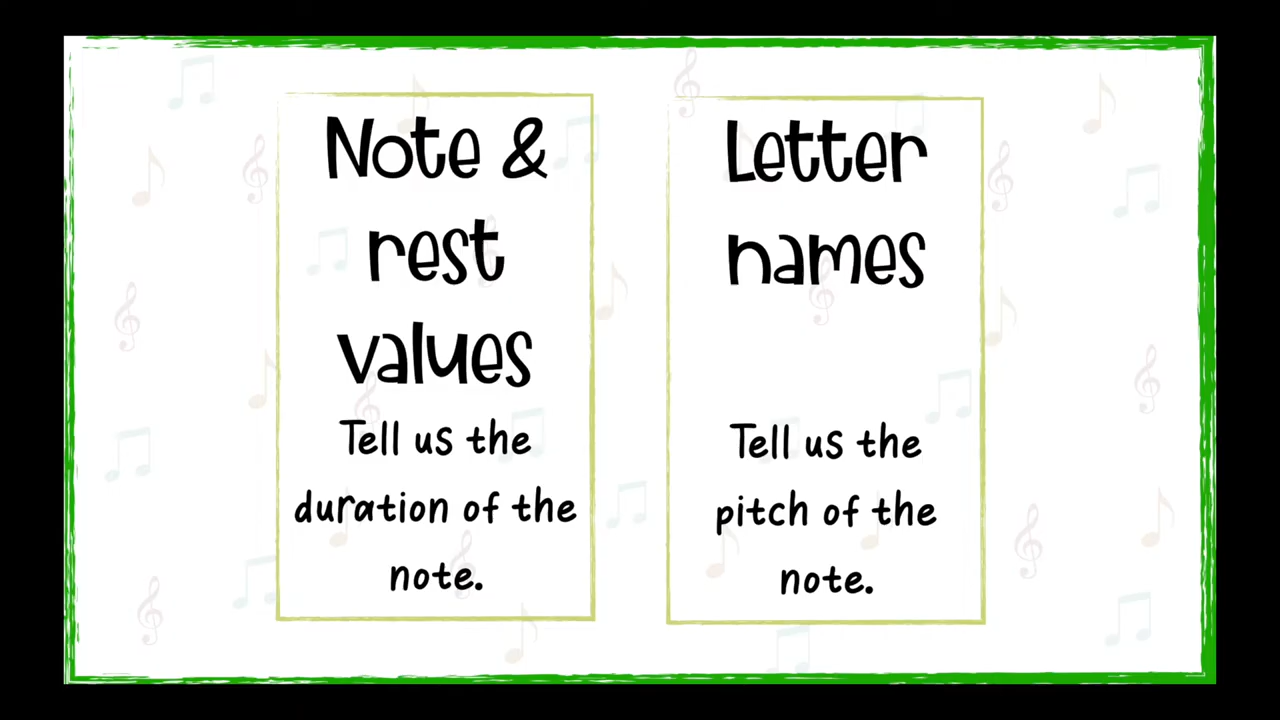 Note &
rest
values
Tell us the
duration of the
note.
Letter
names
Tell us the
pitch of the
note.